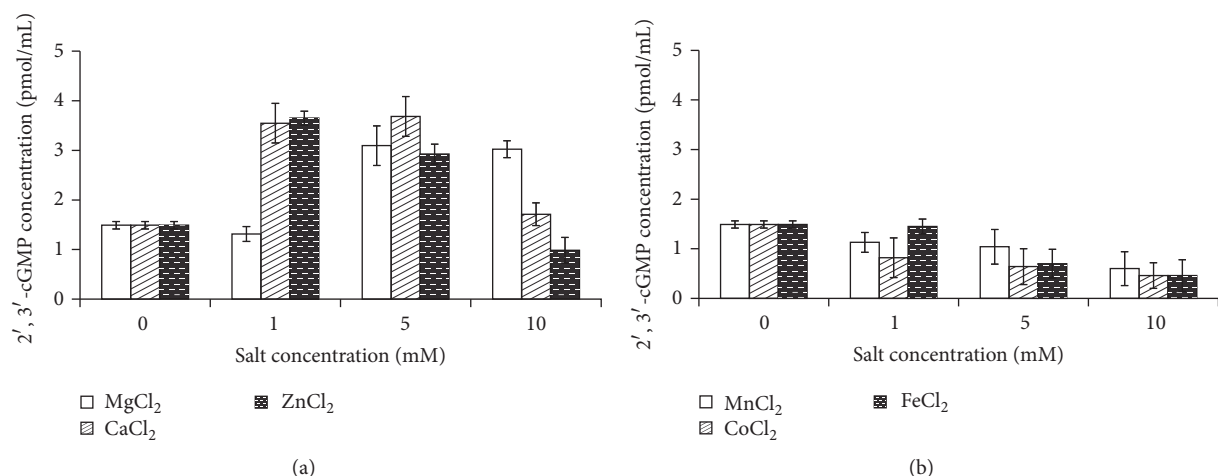 5
4
3
2
1
0
2′, 3′-cGMP concentration (pmol/mL)
0 1 5 10
Salt concentration (mM)
MgCl₂ ZnCl₂
CaCl₂
(a)
5
4
3
2
1
0
2′, 3′-cGMP concentration (pmol/mL)
0 1 5 10
Salt concentration (mM)
MnCl₂ FeCl₂
CoCl₂
(b)